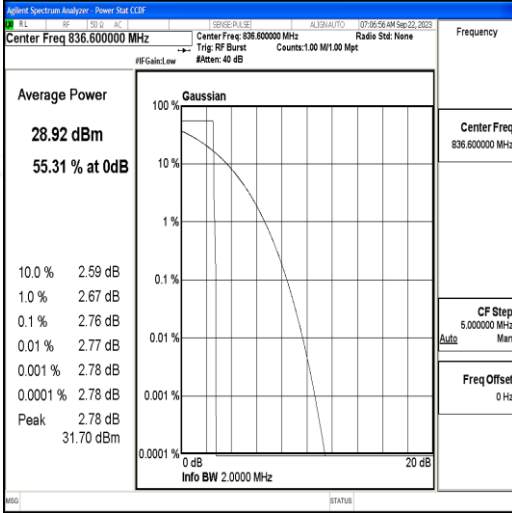 Agilent Spectrum Analyzer - Power Stat CCDF
RL RF 50 Ω AC SENSE:PULSE ALIGNAUTO 07:06:56 AM Sep 22, 2023
Center Freq 836.600000 MHz
Center Freq: 836.600000 MHz Radio Std: None
Trig: RF Burst Counts:1.00 M/1.00 Mpt
#IFGain:Low #Atten: 40 dB
Frequency
Average Power
28.92 dBm
55.31 % at 0dB
10.0 % 2.59 dB
1.0 % 2.67 dB
0.1 % 2.76 dB
0.01 % 2.77 dB
0.001 % 2.78 dB
0.0001 % 2.78 dB
Peak 2.78 dB
31.70 dBm
Gaussian
100 %
10 %
1 %
0.1 %
0.01 %
0.001 %
0.0001 %
0 dB 20 dB
Info BW 2.0000 MHz
Center Freq
836.600000 MHz
CF Step
5.000000 MHz
Auto Man
Freq Offset
0 Hz
MSG STATUS